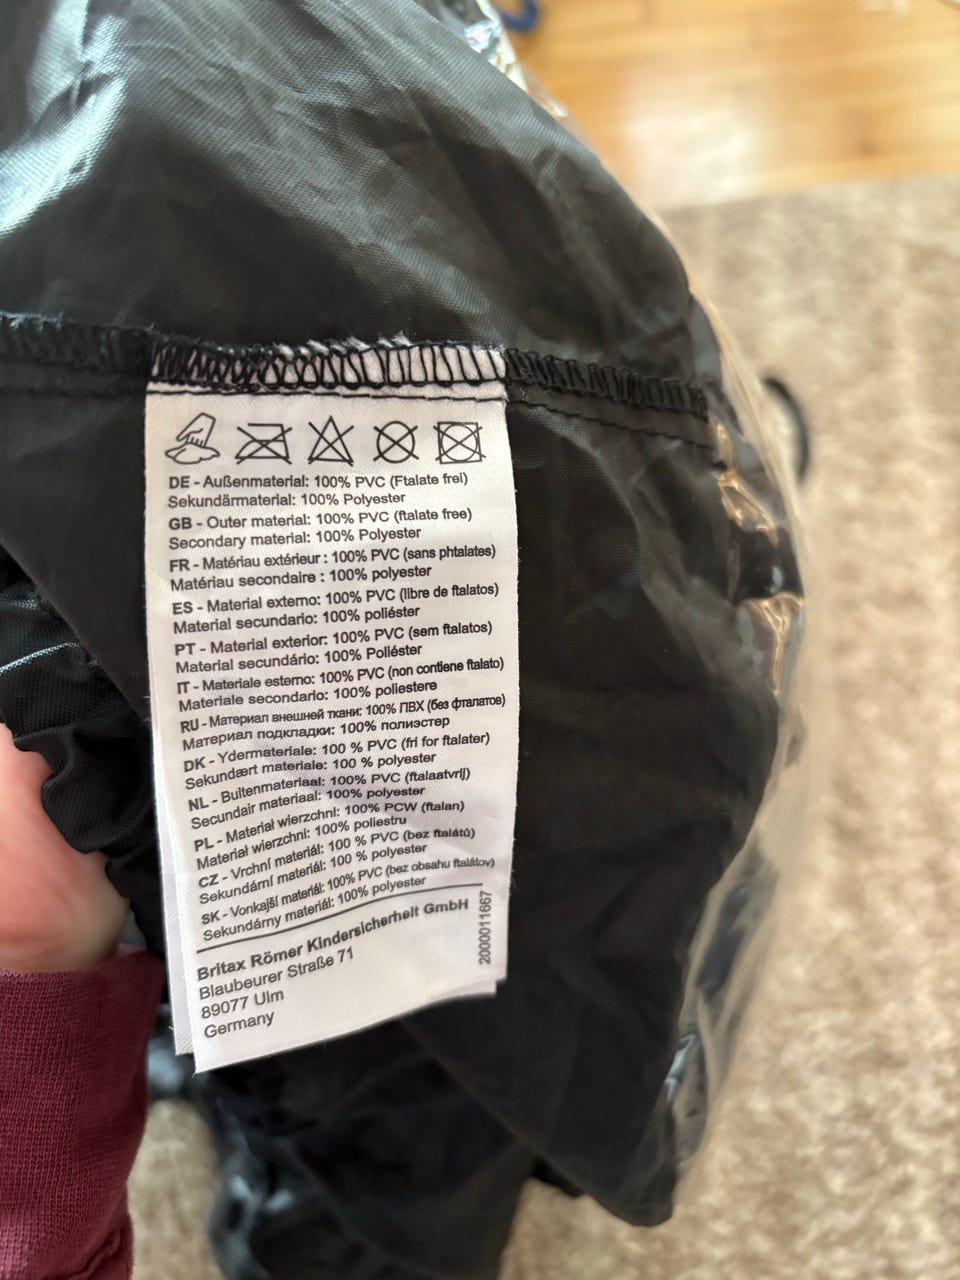 DE - Außenmaterial: 100% PVC (Ftalate frei)
Sekundärmaterial: 100% Polyester
GB - Outer material: 100% PVC (ftalate free)
Secondary material: 100% Polyester
FR - Matériau extérieur : 100% PVC (sans phtalates)
Matériau secondaire : 100% polyester
ES - Material externo: 100% PVC (libre de ftalatos)
Material secundario: 100% poliéster
PT - Material exterior: 100% PVC (sem ftalatos)
Material secundário: 100% Poliéster
IT - Materiale esterno: 100% PVC (non contiene ftalato)
Materiale secondario: 100% poliestere
RU - Материал внешней ткани: 100% ПВХ (без фталатов)
Материал подкладки: 100% полиэстер
DK - Ydermateriale: 100 % PVC (fri for ftalater)
Sekundært materiale: 100 % polyester
NL - Buitenmateriaal: 100% PVC (ftalaatvrij)
Secundair materiaal: 100% polyester
PL - Materiał wierzchni: 100% PCW (ftalan)
Materiał wierzchni: 100% poliestru
CZ - Vrchní materiál: 100 % PVC (bez ftalátů)
Sekundární materiál: 100 % polyester
SK - Vonkajší materiál: 100% PVC (bez obsahu ftalátov)
Sekundárny materiál: 100% polyester
Britax Römer Kindersicherheit GmbH
Blaubeurer Straße 71
89077 Ulm
Germany
2000011667